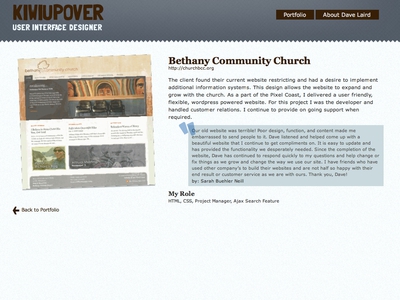 KIWIUPOVER
USER INTERFACE DESIGNER
Portfolio
About Dave Laird
Bethany Community Church
http://churchbcc.org
The client found their current website restricting and had a desire to implement
additional information systems. This design allows the website to expand and
grow with the church. As a part of the Pixel Coast, I delivered a user friendly,
flexible, wordpress powered website. For this project I was the developer and
handled customer relations. I continue to provide on going support when
required.
Our old website was terrible! Poor design, function, and content made me
embarrassed to send people to it. Dave listened and helped come up with a
beautiful website that I continue to get compliments on. It is easy to update and
has provided the functionality we desperately needed. Since the completion of the
website, Dave has continued to respond quickly to my questions and help change or
fix things as we grow and change the way we use our site. I have friends who have
used other company's to build their websites and are not half so happy with their
end result or customer service as we are with ours. Thank you, Dave!
by: Sarah Buehler Neill
My Role
HTML, CSS, Project Manager, Ajax Search Feature
Back to Portfolio